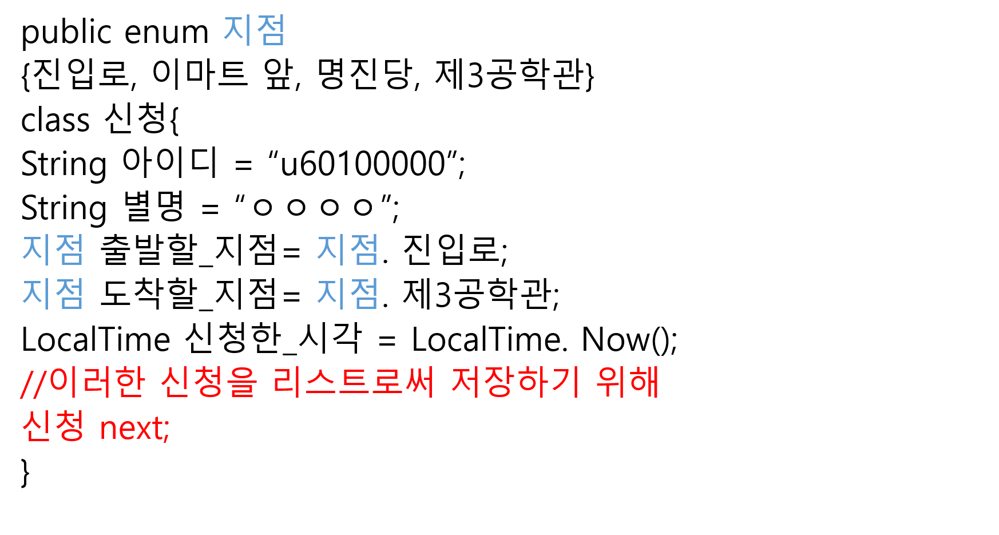 public enum 지점
{진입로, 이마트 앞, 명진당, 제3공학관}
class 신청{
String 아이디 = “u60100000”;
String 별명 = “ㅇㅇㅇㅇ”;
지점 출발할_지점= 지점. 진입로;
지점 도착할_지점= 지점. 제3공학관;
LocalTime 신청한_시각 = LocalTime. Now();
//이러한 신청을 리스트로써 저장하기 위해
신청 next;
}